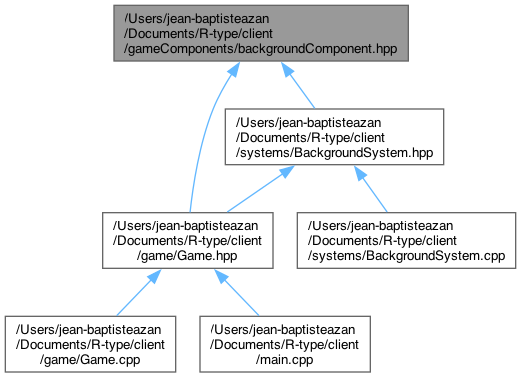 /Users/jean-baptisteazan
/Documents/R-type/client
/gameComponents/backgroundComponent.hpp
/Users/jean-baptisteazan
/Documents/R-type/client
/systems/BackgroundSystem.hpp
/Users/jean-baptisteazan
/Documents/R-type/client
/game/Game.hpp
/Users/jean-baptisteazan
/Documents/R-type/client
/systems/BackgroundSystem.cpp
/Users/jean-baptisteazan
/Documents/R-type/client
/game/Game.cpp
/Users/jean-baptisteazan
/Documents/R-type/client
/main.cpp